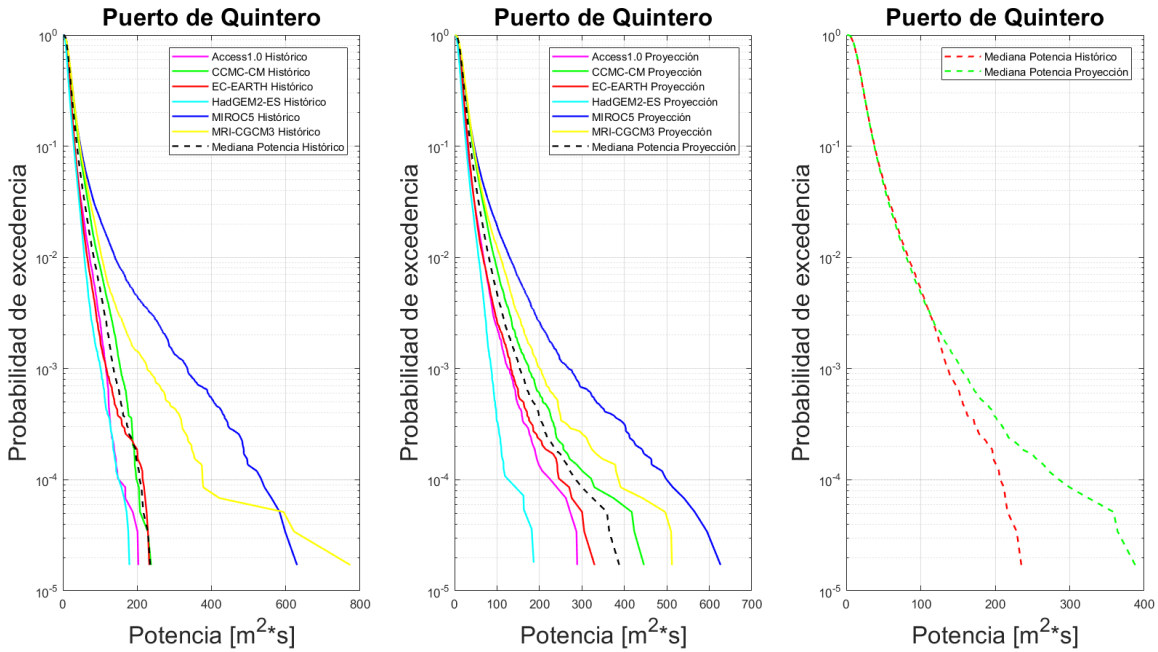 Puerto de Quintero
Probabilidad de excedencia
10^0
10^-1
10^-2
10^-3
10^-4
10^-5
Access1.0 Histórico
CCMC-CM Histórico
EC-EARTH Histórico
HadGEM2-ES Histórico
MIROC5 Histórico
MRI-CGCM3 Histórico
Mediana Potencia Histórico
0 200 400 600 800
Potencia [m^2*s]
Puerto de Quintero
Probabilidad de excedencia
10^0
10^-1
10^-2
10^-3
10^-4
10^-5
Access1.0 Proyección
CCMC-CM Proyección
EC-EARTH Proyección
HadGEM2-ES Proyección
MIROC5 Proyección
MRI-CGCM3 Proyección
Mediana Potencia Proyección
0 100 200 300 400 500 600 700
Potencia [m^2*s]
Puerto de Quintero
Probabilidad de excedencia
10^0
10^-1
10^-2
10^-3
10^-4
10^-5
Mediana Potencia Histórico
Mediana Potencia Proyección
0 100 200 300 400
Potencia [m^2*s]